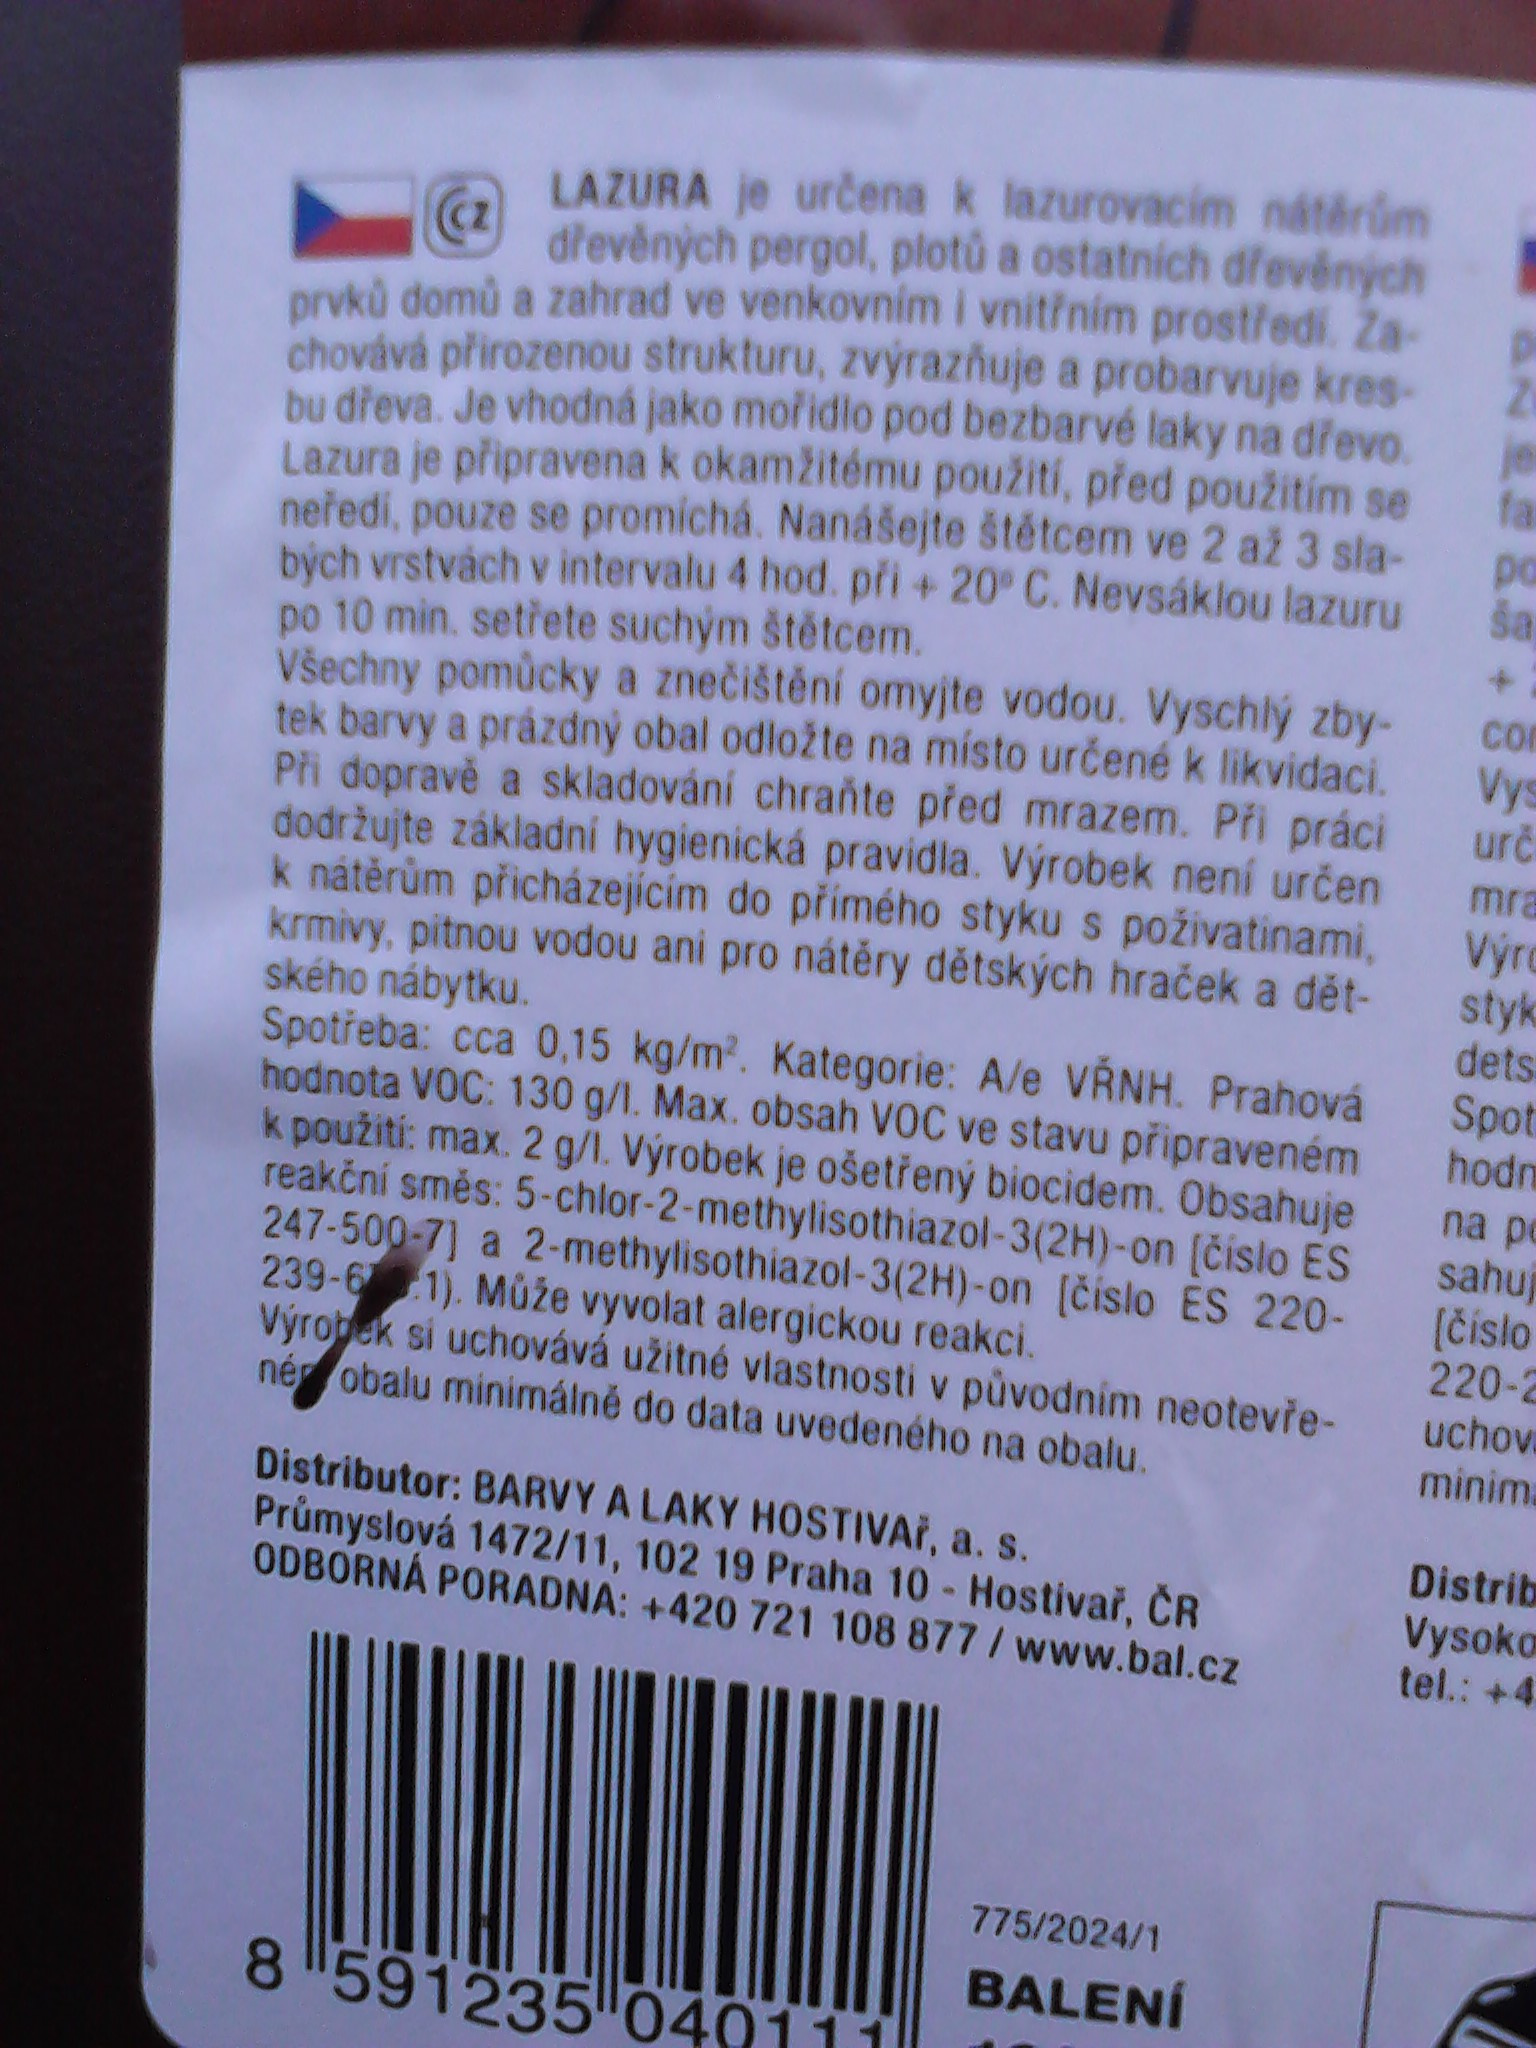 CZ
LAZURA je určena k lazurovacím nátěrům
dřevěných pergol, plotů a ostatních dřevěných
prvků domů a zahrad ve venkovním i vnitřním prostředí. Za-
chovává přirozenou strukturu, zvýrazňuje a probarvuje kres-
bu dřeva. Je vhodná jako mořidlo pod bezbarvé laky na dřevo.
Lazura je připravena k okamžitému použití, před použitím se
neředí, pouze se promíchá. Nanášejte štětcem ve 2 až 3 sla-
bých vrstvách v intervalu 4 hod. při + 20º C. Nevsáklou lazuru
po 10 min. setřete suchým štětcem.
Všechny pomůcky a znečištění omyjte vodou. Vyschlý zby-
tek barvy a prázdný obal odložte na místo určené k likvidaci.
Při dopravě a skladování chraňte před mrazem. Při práci
dodržujte základní hygienická pravidla. Výrobek není určen
k nátěrům přicházejícím do přímého styku s poživatinami,
krmivy, pitnou vodou ani pro nátěry dětských hraček a dět-
ského nábytku.
Spotřeba: cca 0,15 kg/m². Kategorie: A/e VŘNH. Prahová
hodnota VOC: 130 g/l. Max. obsah VOC ve stavu připraveném
k použití: max. 2 g/l. Výrobek je ošetřený biocidem. Obsahuje
reakční směs: 5-chlor-2-methylisothiazol-3(2H)-on [číslo ES
247-500-7] a 2-methylisothiazol-3(2H)-on [číslo ES 220-
Může vyvolat alergickou reakci.
Výrobek si uchovává užitné vlastnosti v původním neotevře-
obalu minimálně do data uvedeného na obalu.
Distributor: BARVY A LAKY HOSTIVAř, a. s.
Průmyslová 1472/11, 102 19 Praha 10 - Hostivař, ČR
ODBORNÁ PORADNA: +420 721 108 877 / www.bal.cz
775/2024/1
BALENÍ
8 591235 040111
Distrib
Vysoko
tel.: +4